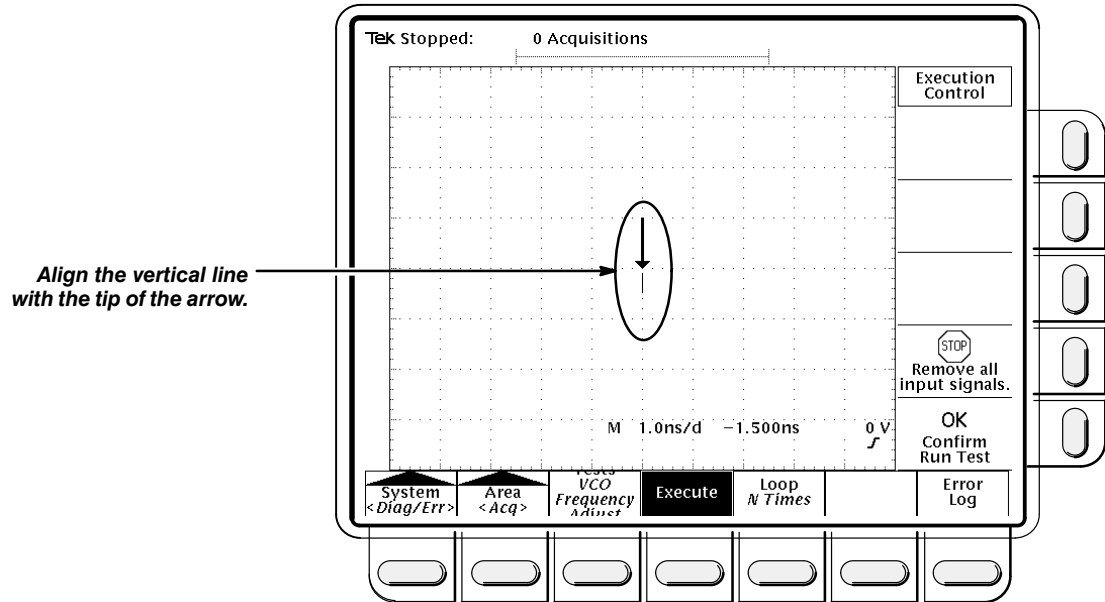 Tek Stopped: 0 Acquisitions
Execution
Control
Align the vertical line
with the tip of the arrow.
STOP
Remove all
input signals.
M 1.0ns/d −1.500ns 0 V
OK
Confirm
Run Test
System
<Diag/Err>
Area
<Acq>
Tests
VCO
Frequency
Adjust
Execute
Loop
N Times
Error
Log